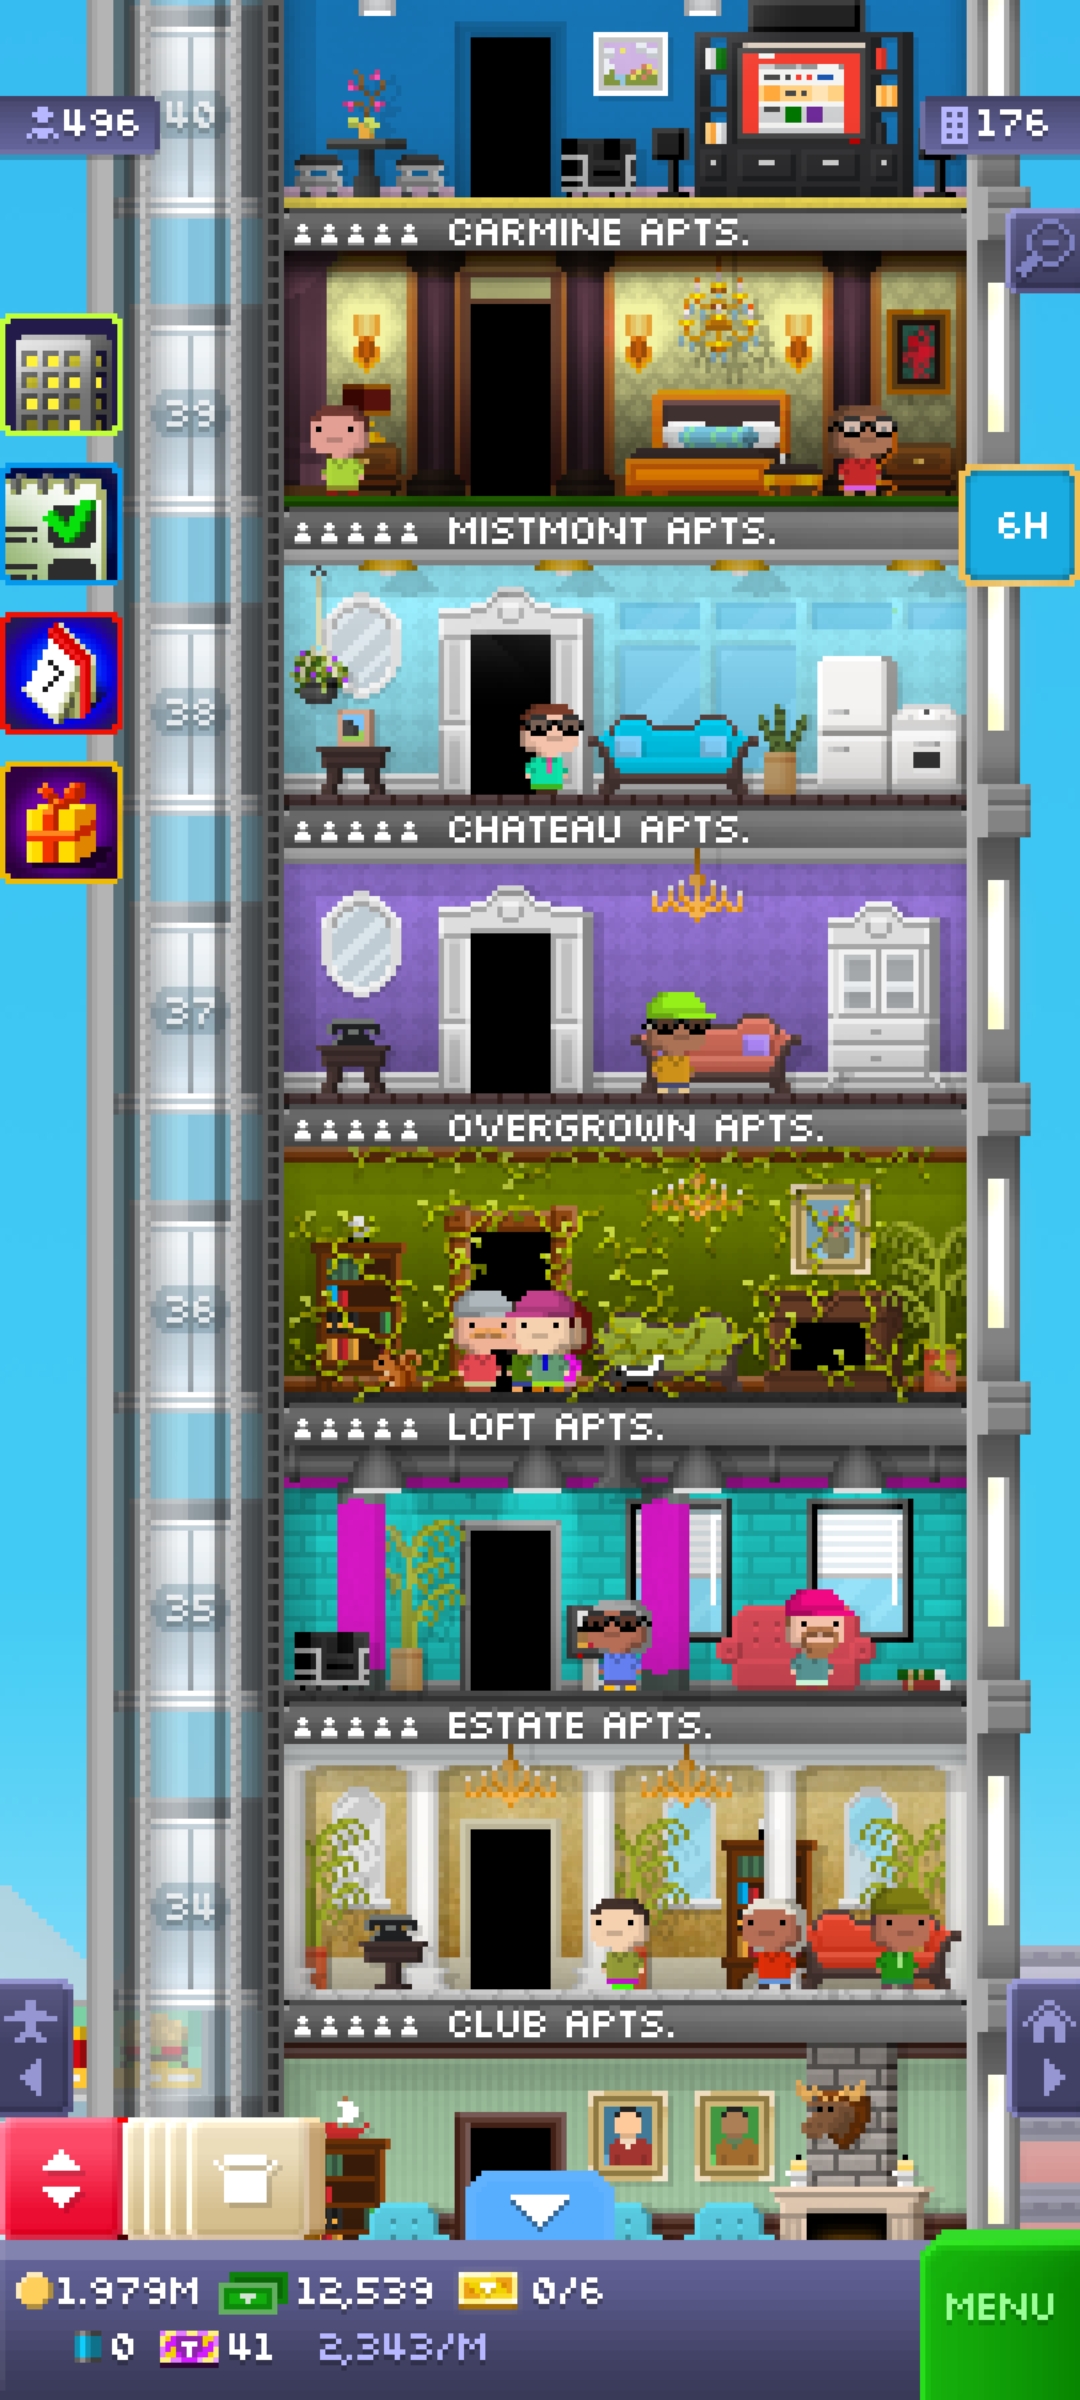 40
496
176
CARMINE APTS.
39
MISTMONT APTS.
6H
38
CHATEAU APTS.
37
OVERGROWN APTS.
36
LOFT APTS.
35
ESTATE APTS.
34
CLUB APTS.
1.979M 12,539 0/6
0 41 2,343/M
MENU